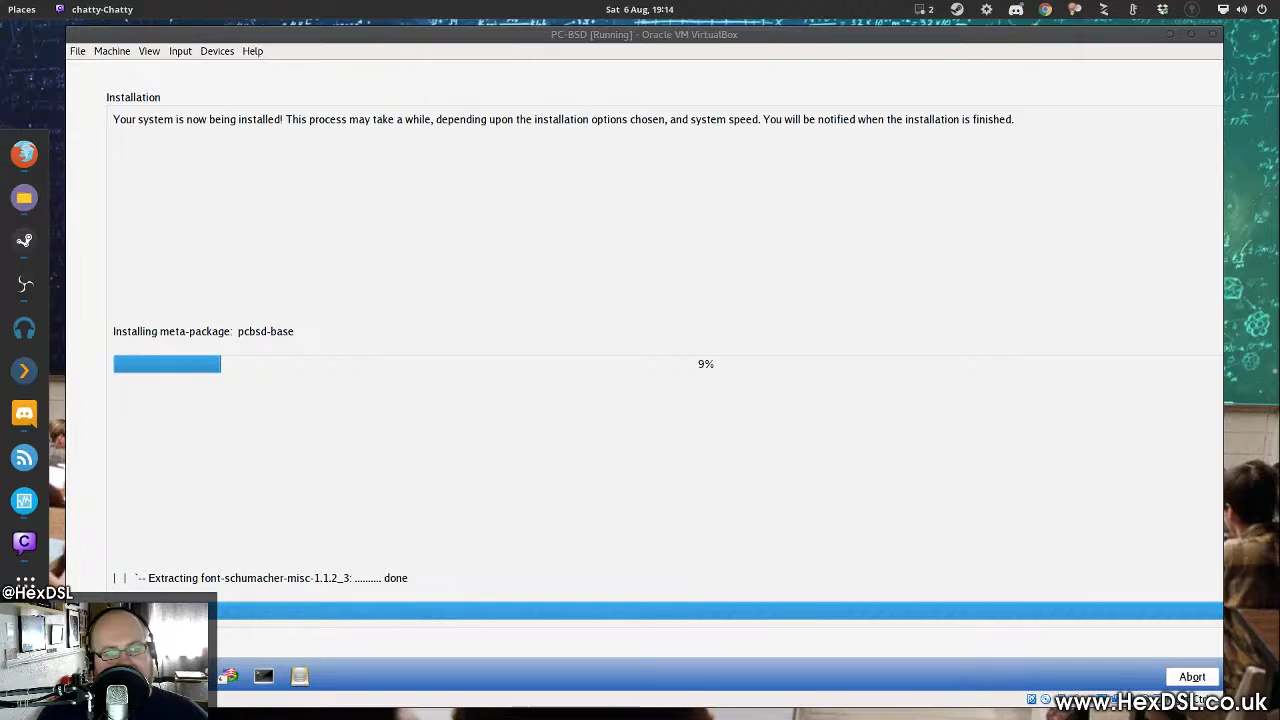 Places chatty-Chatty Sat 6 Aug, 19:14 2
PC-BSD [Running] - Oracle VM VirtualBox
File Machine View Input Devices Help
Installation
Your system is now being installed! This process may take a while, depending upon the installation options chosen, and system speed. You will be notified when the installation is finished.
Installing meta-package: pcbsd-base
9%
| | `-- Extracting font-schumacher-misc-1.1.2_3: ......... done
@HexDSL
Abort
www.HexDSL.co.uk